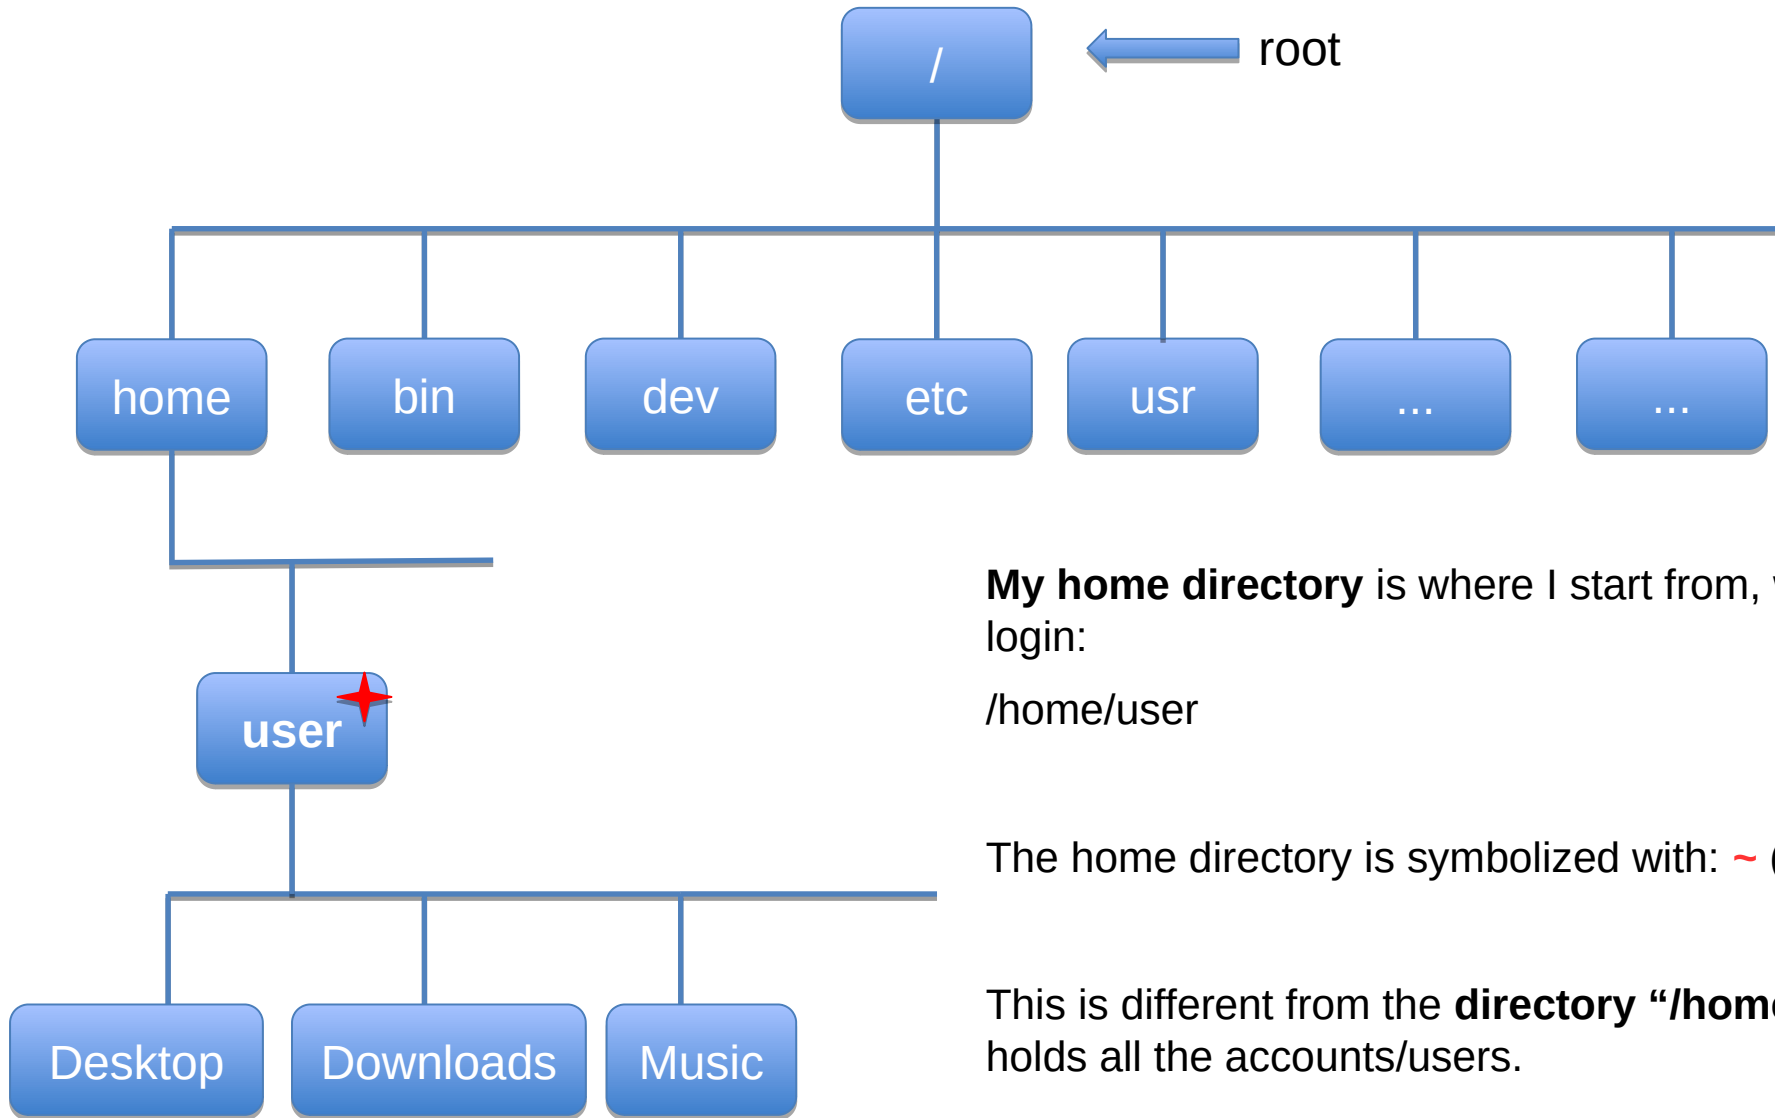 /
root
home
bin
dev
etc
usr
...
...
My home directory is where I start from,
login:
/home/user
user
The home directory is symbolized with: ~ (
This is different from the directory “/home
holds all the accounts/users.
Desktop
Downloads
Music